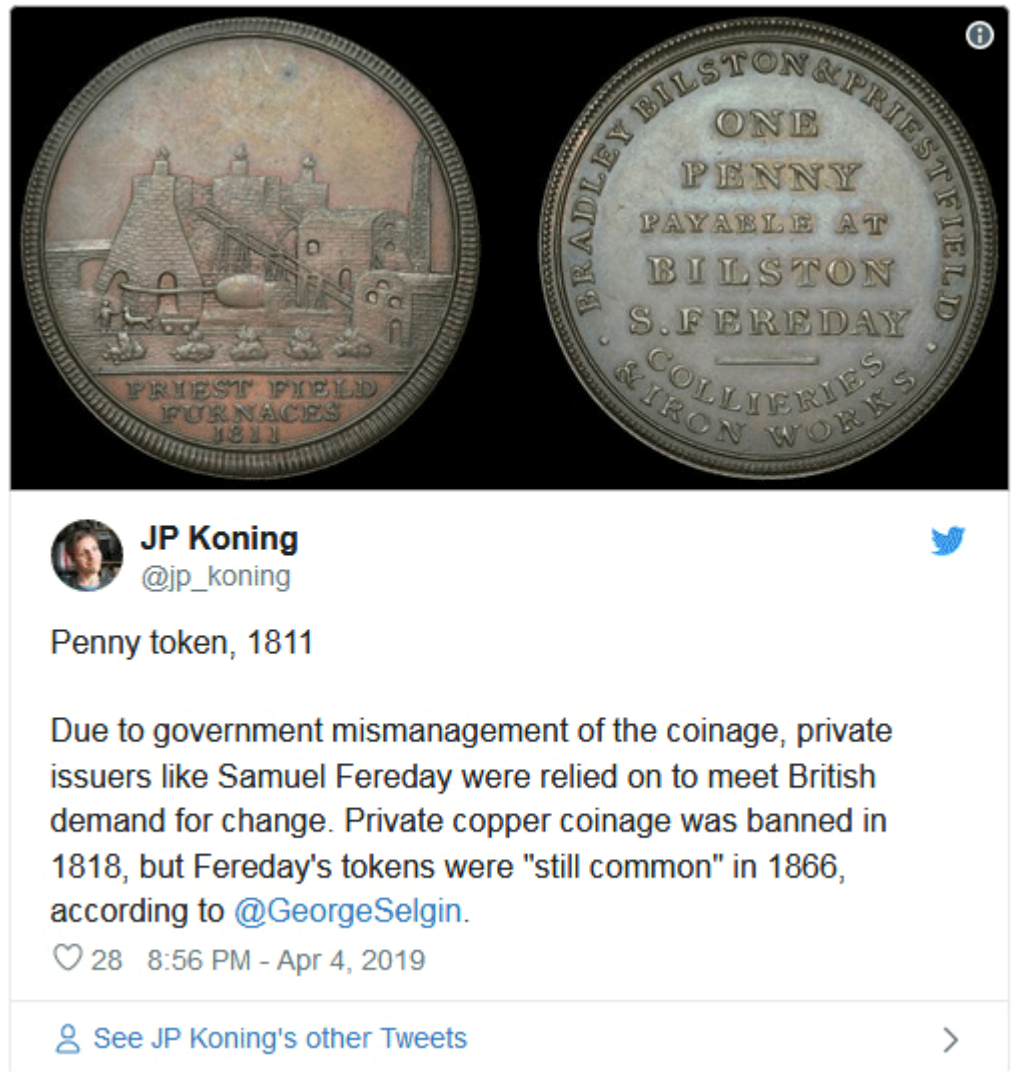 PRIEST FIELD
FURNACES
1811
BRADLEY BILSTON & PRIESTFIELD
ONE
PENNY
PAYABLE AT
BILSTON
S.FEREDAY
COLLIERIES
& IRON WORKS
JP Koning
@jp_koning
Penny token, 1811
Due to government mismanagement of the coinage, private
issuers like Samuel Fereday were relied on to meet British
demand for change. Private copper coinage was banned in
1818, but Fereday's tokens were "still common" in 1866,
according to @GeorgeSelgin.
28 8:56 PM - Apr 4, 2019
See JP Koning's other Tweets